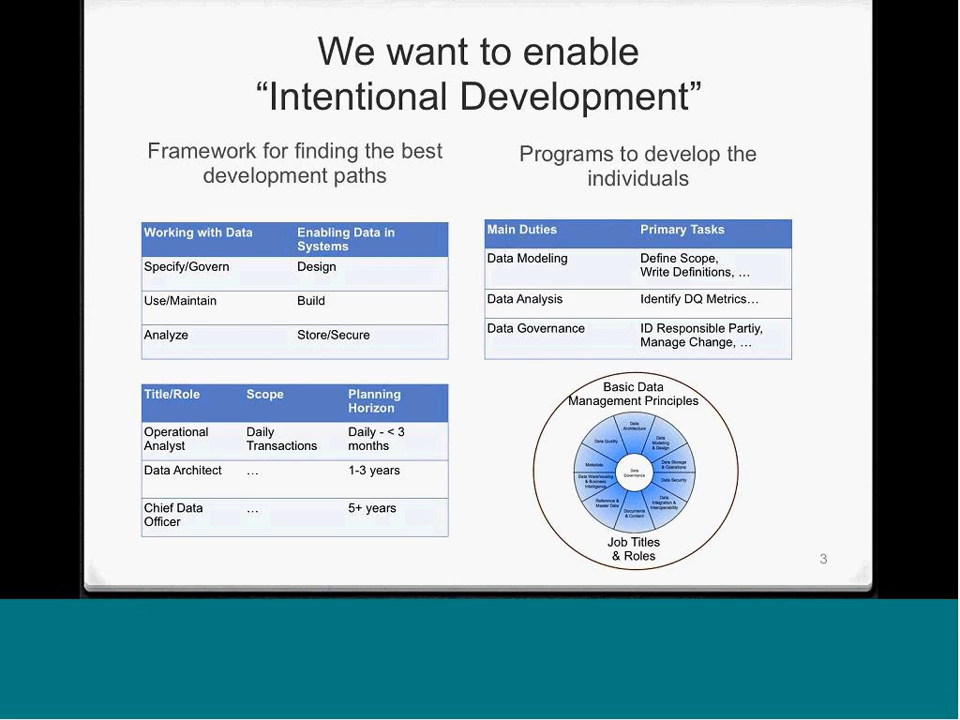 We want to enable
“Intentional Development”
Framework for finding the best
development paths
Working with Data Enabling Data in
Systems
Specify/Govern Design
Use/Maintain Build
Analyze Store/Secure
Title/Role Scope Planning
Horizon
Operational Daily Daily - < 3
Analyst Transactions months
Data Architect … 1-3 years
Chief Data … 5+ years
Officer
Programs to develop the
individuals
Main Duties Primary Tasks
Data Modeling Define Scope,
Write Definitions, …
Data Analysis Identify DQ Metrics…
Data Governance ID Responsible Partiy,
Manage Change, …
Basic Data
Management Principles
Data
Architecture
Data
Modeling
& Design
Data Storage
& Operations
Data Security
Data
Integration &
Interoperability
Documents
& Content
Reference &
Master Data
Data Warehousing
& Business
Intelligence
Metadata
Data Quality
Data
Governance
Job Titles
& Roles
3